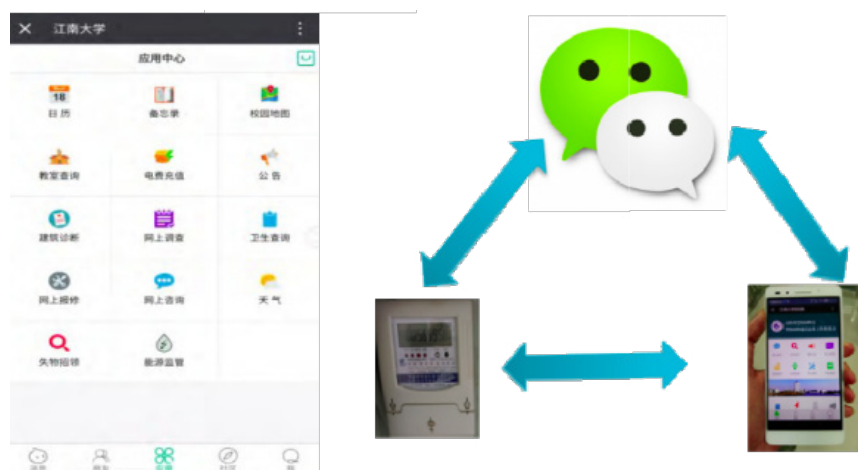 江南大学
应用中心
18
日历
备忘录
校园地图
教室查询
电费充值
公告
建筑诊断
网上调查
卫生查询
网上报修
网上咨询
天气
失物招领
能源监管